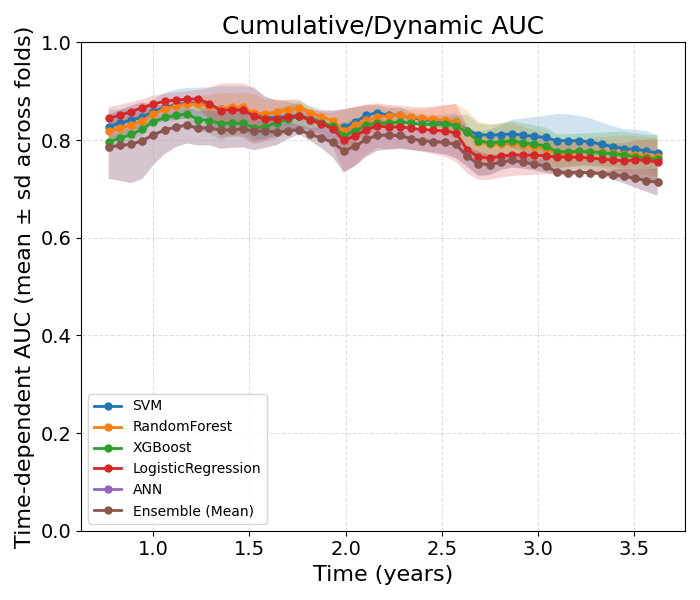 Cumulative/Dynamic AUC
Time-dependent AUC (mean ± sd across folds)
1.0
0.8
0.6
0.4
0.2
0.0
SVM
RandomForest
XGBoost
LogisticRegression
ANN
Ensemble (Mean)
1.0 1.5 2.0 2.5 3.0 3.5
Time (years)